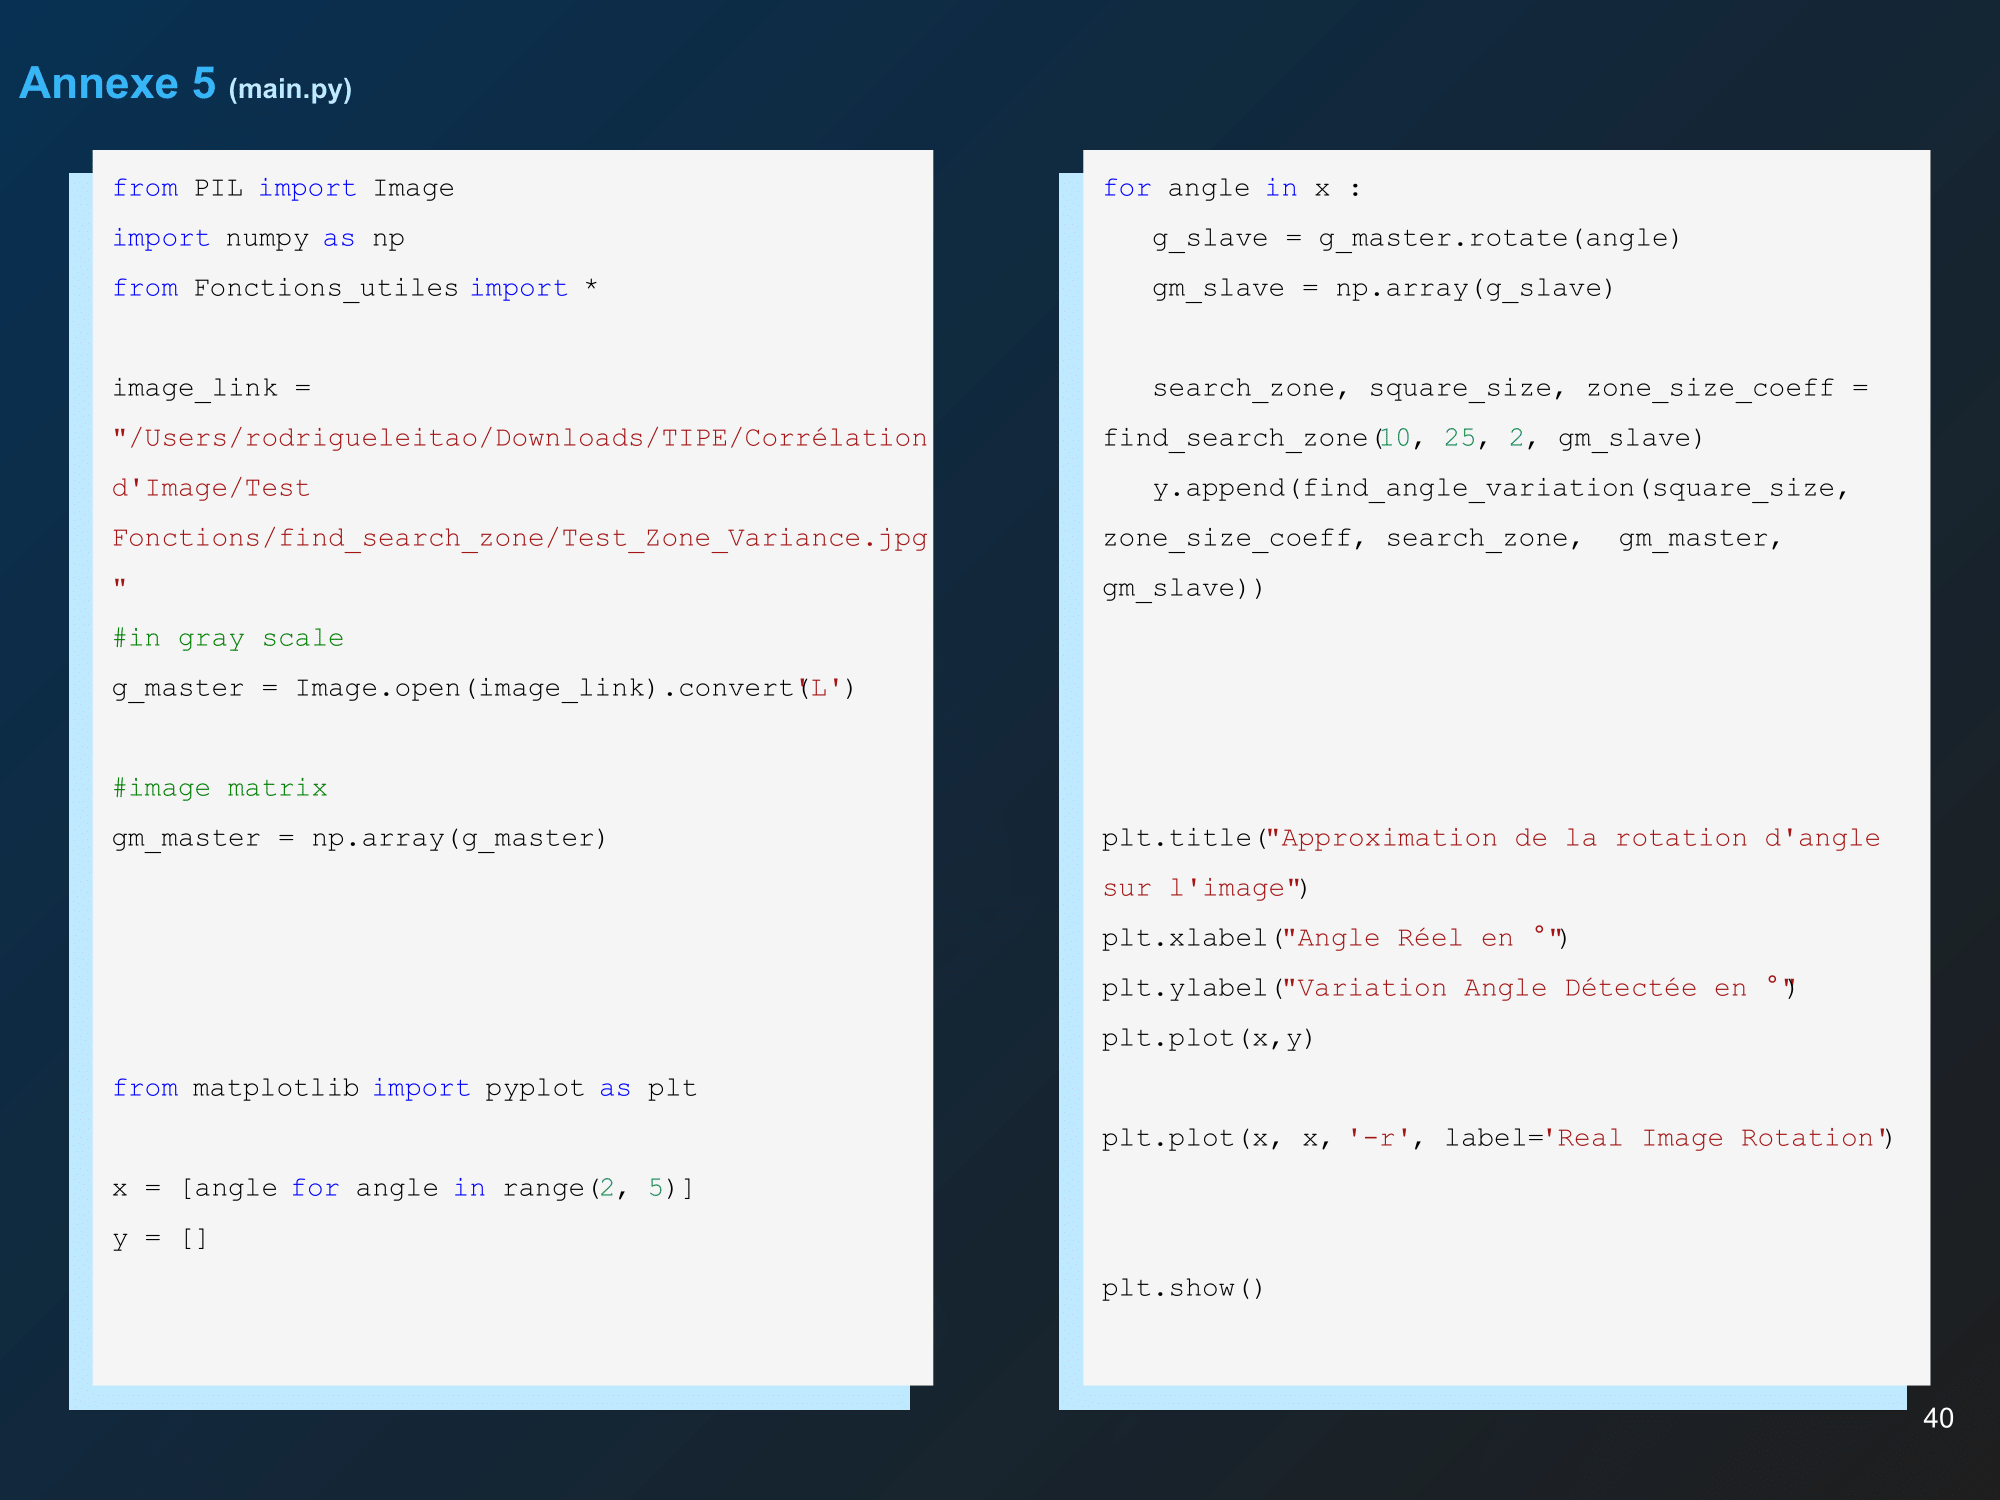 Annexe 5 (main.py)
from PIL import Image
import numpy as np
from Fonctions_utiles import *
image_link =
"/Users/rodrigueleitao/Downloads/TIPE/Corrélation
d'Image/Test
Fonctions/find_search_zone/Test_Zone_Variance.jpg
"
#in gray scale
g_master = Image.open(image_link).convert('L')
#image matrix
gm_master = np.array(g_master)
from matplotlib import pyplot as plt
x = [angle for angle in range(2, 5)]
y = []
for angle in x :
   g_slave = g_master.rotate(angle)
   gm_slave = np.array(g_slave)
   search_zone, square_size, zone_size_coeff =
find_search_zone(10, 25, 2, gm_slave)
   y.append(find_angle_variation(square_size,
zone_size_coeff, search_zone,  gm_master,
gm_slave))
plt.title("Approximation de la rotation d'angle
sur l'image")
plt.xlabel("Angle Réel en °")
plt.ylabel("Variation Angle Détectée en °")
plt.plot(x,y)
plt.plot(x, x, '-r', label='Real Image Rotation')
plt.show()
40